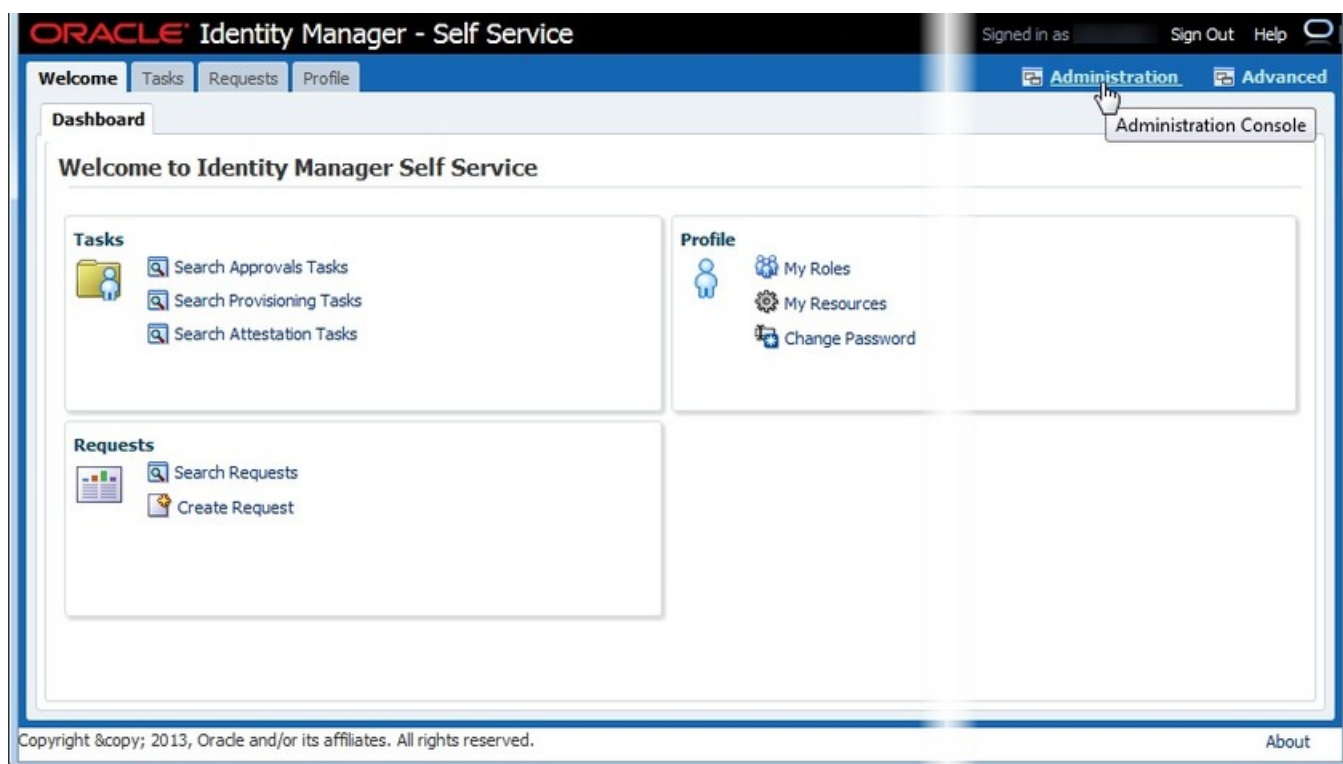 ORACLE Identity Manager - Self Service
Signed in as Sign Out Help
Welcome Tasks Requests Profile Administration Advanced
Dashboard
Administration Console
Welcome to Identity Manager Self Service
Tasks
Search Approvals Tasks
Search Provisioning Tasks
Search Attestation Tasks
Profile
My Roles
My Resources
Change Password
Requests
Search Requests
Create Request
Copyright &copy; 2013, Oracle and/or its affiliates. All rights reserved. About